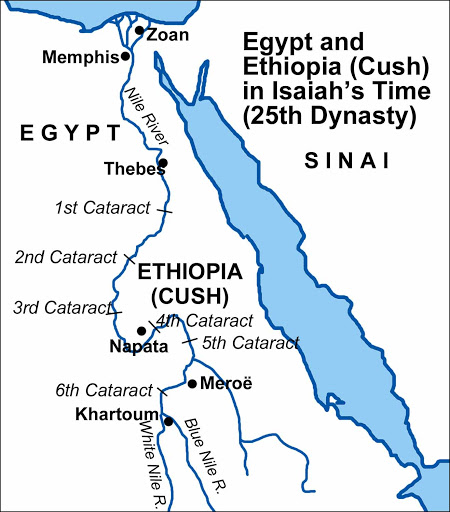 Zoan
Memphis
Egypt and
Ethiopia (Cush)
in Isaiah's Time
(25th Dynasty)
Nile River
EGYPT
SINAI
Thebes
1st Cataract
2nd Cataract
ETHIOPIA
(CUSH)
3rd Cataract
4th Cataract
Napata
5th Cataract
6th Cataract
Meroë
Khartoum
White Nile R.
Blue Nile R.